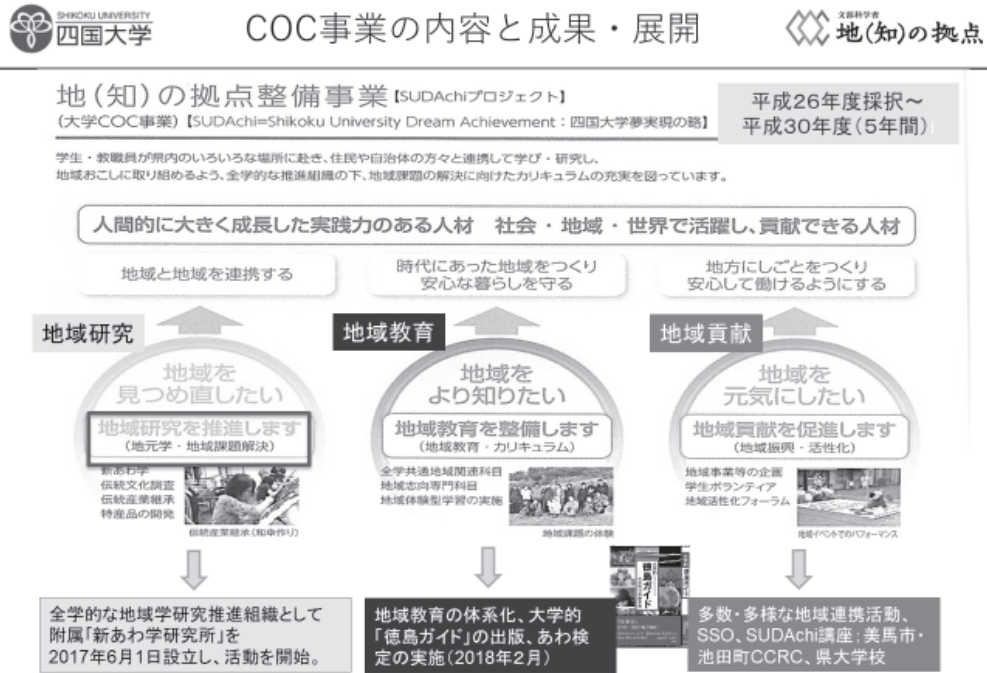 SHIKOKU UNIVERSITY
四国大学
COC事業の内容と成果・展開
文部科学省
地(知)の拠点
地(知)の拠点整備事業【SUDAchiプロジェクト】
(大学COC事業)【SUDAchi=Shikoku University Dream Achievement:四国大学夢実現の略】
平成26年度採択~
平成30年度(5年間)
学生・教職員が県内のいろいろな場所に赴き、住民や自治体の方々と連携して学び・研究し、
地域おこしに取り組めるよう、全学的な推進組織の下、地域課題の解決に向けたカリキュラムの充実を図っています。
人間的に大きく成長した実践力のある人材 社会・地域・世界で活躍し、貢献できる人材
地域と地域を連携する
時代にあった地域をつくり
安心な暮らしを守る
地方にしごとをつくり
安心して働けるようにする
地域研究
地域を
見つめ直したい
地域研究を推進します
(地元学・地域課題解決)
新あわ学
伝統文化調査
伝統産業継承
特産品の開発
伝統産業継承(和傘作り)
全学的な地域学研究推進組織として
附属「新あわ学研究所」を
2017年6月1日設立し、活動を開始。
地域教育
地域を
より知りたい
地域教育を整備します
(地域教育・カリキュラム)
全学共通地域関連科目
地域志向専門科目
地域体験型学習の実施
地域課題の体験
地域教育の体系化、大学的
「徳島ガイド」の出版、あわ検
定の実施(2018年2月)
徳島ガイド
地域貢献
地域を
元気にしたい
地域貢献を促進します
(地域振興・活性化)
地域事業等の企画
学生ボランティア
地域活性化フォーラム
地域イベントでのパフォーマンス
多数・多様な地域連携活動、
SSO、SUDAchi講座;美馬市・
池田町CCRC、県大学校